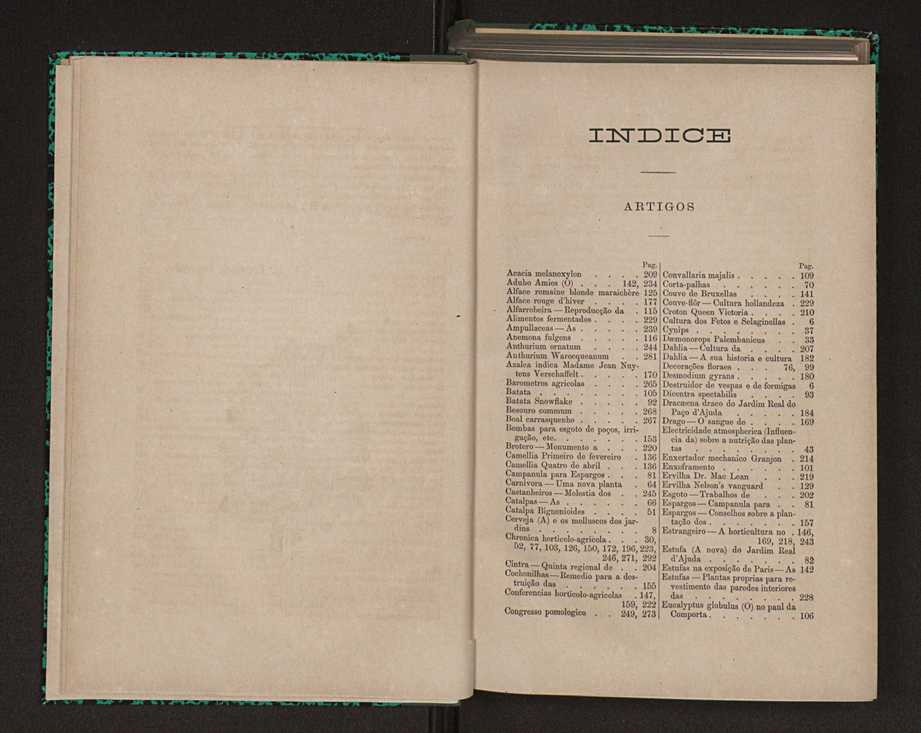 INDICE
ARTIGOS
Pag.
Acacia melanoxylon . . . . 209
Adubo Amies (O) . . . . 142, 234
Alface romaine blonde maraichère 125
Alface rouge d'hiver . . . . 177
Alfarrobeira — Reproducção da . 115
Alimentos fermentados . . . . 229
Ampullaceas — As . . . . . 239
Anemona fulgens . . . . . 116
Anthurium ornatum . . . . 244
Anthurium Warocqueanum . . . 281
Azalea indica Madame Jean Nuy-
tens Verschaffelt . . . . . 170
Barometros agricolas . . . . 265
Batata . . . . . . . . 105
Batata Snowflake . . . . . 92
Besouro commum . . . . . 268
Boal carrasquenho . . . . . 267
Bombas para esgoto de poços, irri-
gação, etc. . . . . . . 153
Brotero — Monumento a . . . 220
Camellia Primeiro de fevereiro . . 136
Camellia Quatro de abril . . . 136
Campanula para Espargos . . . 81
Carnivora — Uma nova planta . 64
Castanheiros — Molestia dos . . 245
Catalpas — As . . . . . . 66
Catalpa Bignonioides . . . . 51
Cerveja (A) e os molluscos dos jar-
dins . . . . . . . . 8
Chronica horticolo-agricola . . . 30,
52, 77, 103, 126, 150, 172, 196, 223,
246, 271, 292
Cintra — Quinta regional de . . 204
Cochonilhas — Remedio para a des-
truição das . . . . . . 155
Conferencias horticolo-agricolas . 147,
159, 222
Congresso pomologico . . 249, 273
Pag.
Convallaria majalis . . . . . 109
Corta-palhas . . . . . . 70
Couve de Bruxellas . . . . 141
Couve-flôr — Cultura hollandeza . 229
Croton Queen Victoria . . . . 210
Cultura dos Fetos e Selaginellas . 6
Cynips . . . . . . . . 37
Dæmonorops Palembanicus . . 33
Dahlia — Cultura da . . . . 207
Dahlia — A sua historia e cultura 182
Decorações floraes . . . 76, 99
Desmodium gyrans . . . . . 180
Destruidor de vespas e de formigas 6
Dicentra spectabilis . . . . 93
Dracaena draco do Jardim Real do
Paço d'Ajuda . . . . . 184
Drago — O sangue de . . . . 169
Electricidade atmospherica (Influen-
cia da) sobre a nutrição das plan-
tas . . . . . . . . 43
Enxertador mechanico Granjon . 214
Enxoframento . . . . . . 101
Ervilha Dr. Mac Lean . . . 219
Ervilha Nelson's vanguard . . 129
Esgoto — Trabalhos de . . . 202
Espargos — Campanula para . . 81
Espargos — Conselhos sobre a plan-
tação dos . . . . . . . 157
Estrangeiro — A horticultura no . 146,
169, 218, 243
Estufa (A nova) do Jardim Real
d'Ajuda . . . . . . . 82
Estufas na exposição de Paris — As 142
Estufas — Plantas proprias para re-
vestimento das paredes interiores
das . . . . . . . . 228
Eucalyptus globulus (O) no paul da
Comporta . . . . . . . 106